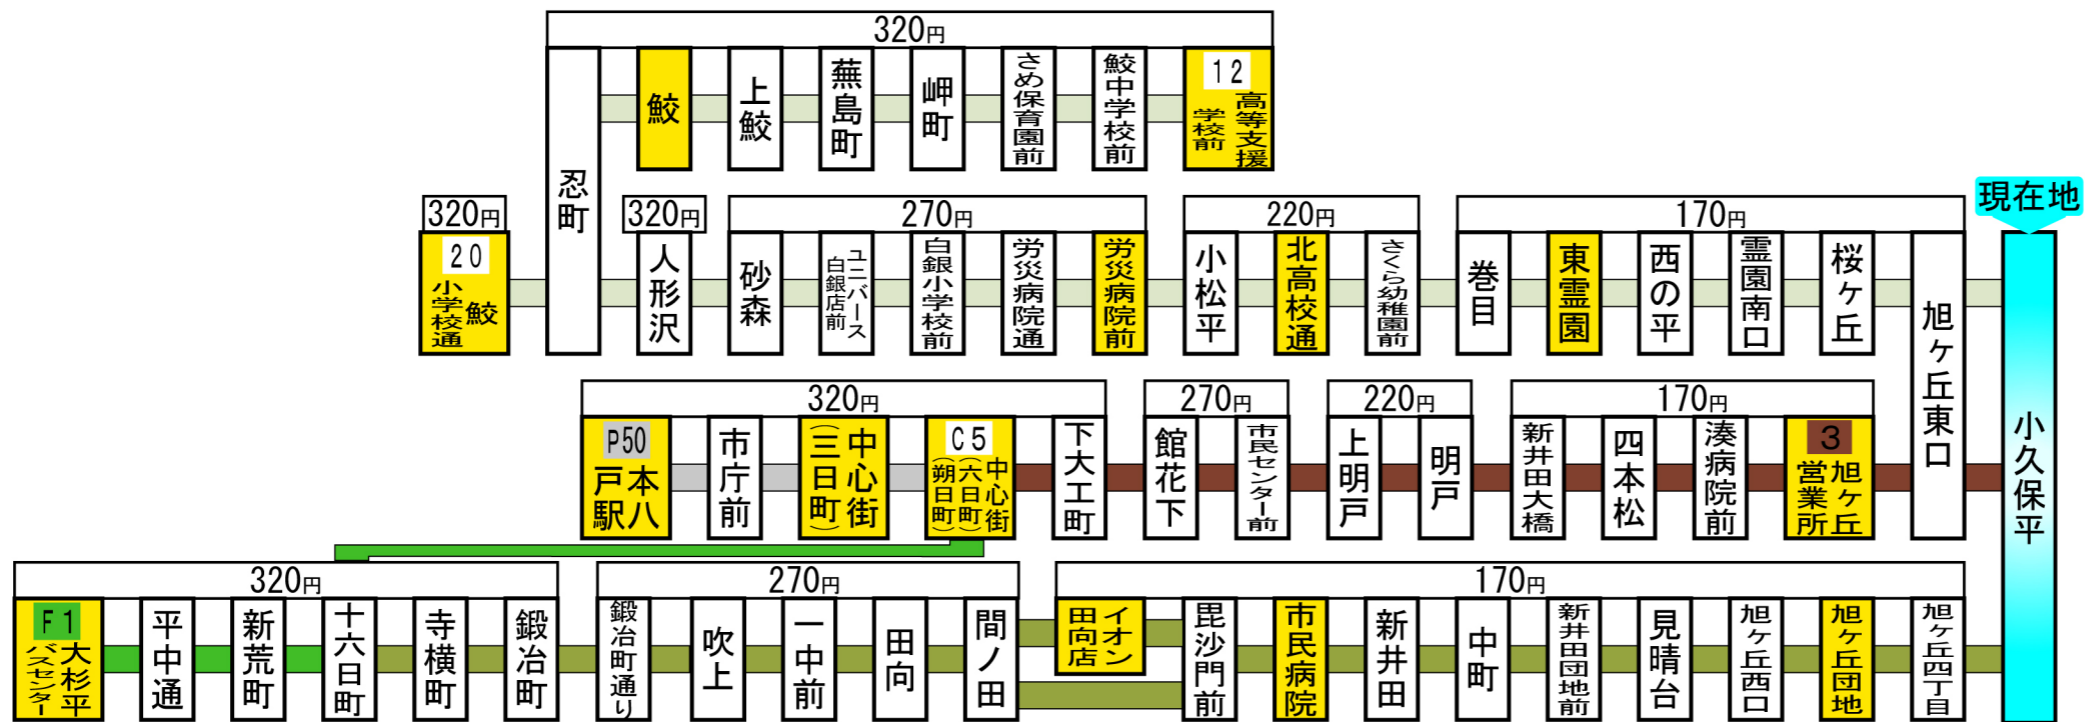 320円
鮫
上鮫
蕪島町
岬町
さめ保育園前
鮫中学校前
12
高等支援
学校前
忍町
現在地
320円
320円
270円
220円
170円
20
鮫
小学校通
人形沢
砂森
ユニバース
白銀店前
白銀小学校前
労災病院通
労災病院前
小松平
北高校通
さくら幼稚園前
巻目
東霊園
西の平
霊園南口
桜ヶ丘
旭ヶ丘東口
小久保平
320円
270円
220円
170円
P50
本八
戸駅
市庁前
中心街
(三日町)
C5
中心街
(六日町)
(朔日町)
下大工町
館花下
市民センター前
上明戸
明戸
新井田大橋
四本松
湊病院前
3
旭ヶ丘
営業所
320円
270円
170円
F1
大杉平
バスセンター
平中通
新荒町
十六日町
寺横町
鍛冶町
鍛冶町通り
吹上
一中前
田向
間ノ田
イオン
田向店
毘沙門前
市民病院
新井田
中町
新井田団地前
見晴台
旭ヶ丘西口
旭ヶ丘団地
旭ヶ丘四丁目